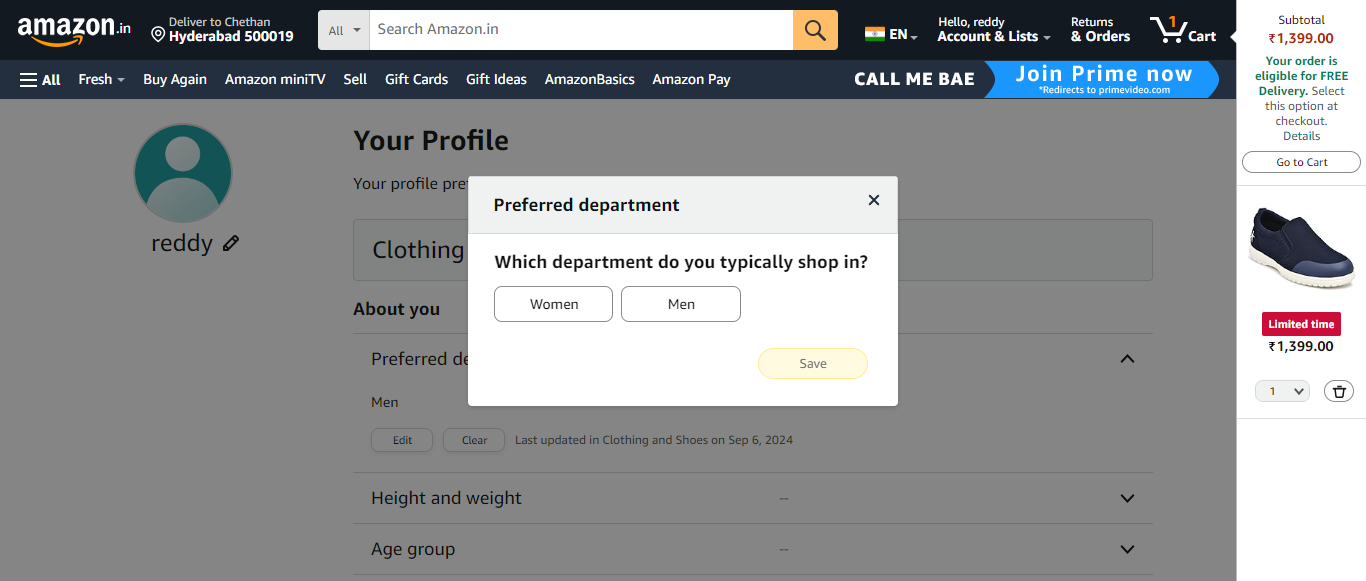 amazon.in
Deliver to Chethan
Hyderabad 500019
All
Search Amazon.in
EN
Hello, reddy
Account & Lists
Returns
& Orders
1
Cart
All
Fresh
Buy Again
Amazon miniTV
Sell
Gift Cards
Gift Ideas
AmazonBasics
Amazon Pay
CALL ME BAE
Join Prime now
*Redirects to primevideo.com
reddy
Your Profile
Your profile pre
Clothing
About you
Preferred de
Men
Edit
Clear
Last updated in Clothing and Shoes on Sep 6, 2024
Height and weight
--
Age group
--
Preferred department
Which department do you typically shop in?
Women
Men
Save
Subtotal
₹1,399.00
Your order is
eligible for FREE
Delivery. Select
this option at
checkout.
Details
Go to Cart
Limited time
₹1,399.00
1